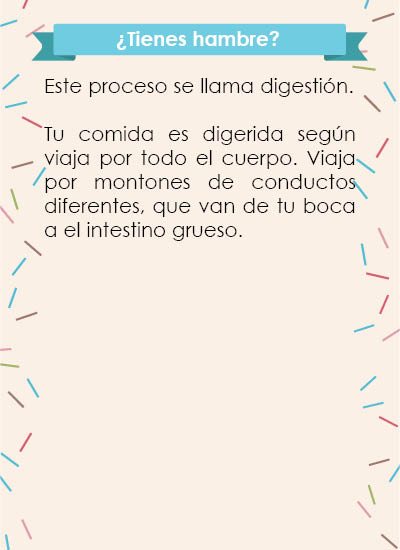 ¿Tienes hambre?
Este proceso se llama digestión.
Tu comida es digerida según
viaja por todo el cuerpo. Viaja
por montones de conductos
diferentes, que van de tu boca
a el intestino grueso.